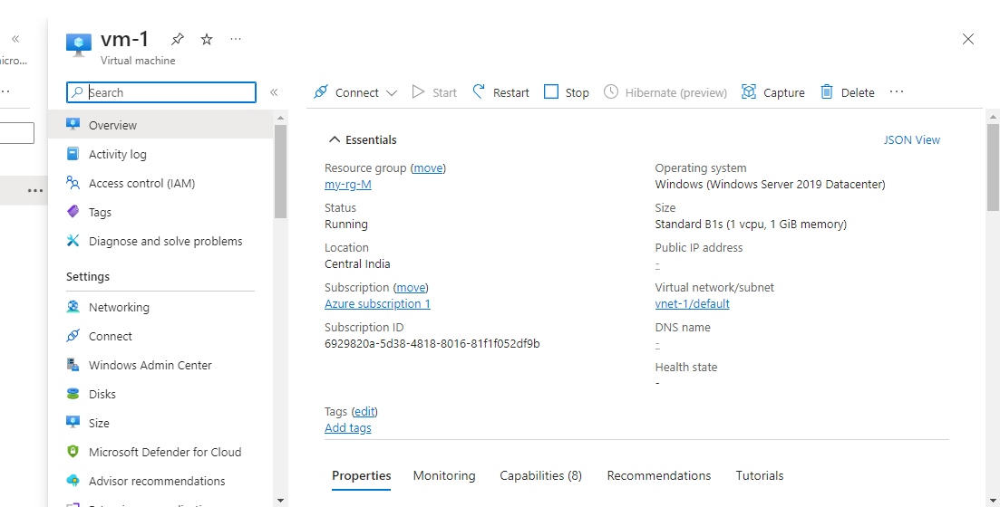 «
icro...
vm-1
Virtual machine
Search
«
Connect
Start
Restart
Stop
Hibernate (preview)
Capture
Delete
Overview
Activity log
Access control (IAM)
Tags
Diagnose and solve problems
Settings
Networking
Connect
Windows Admin Center
Disks
Size
Microsoft Defender for Cloud
Advisor recommendations
Essentials
JSON View
Resource group (move)
my-rg-M
Status
Running
Location
Central India
Subscription (move)
Azure subscription 1
Subscription ID
6929820a-5d38-4818-8016-81f1f052df9b
Operating system
Windows (Windows Server 2019 Datacenter)
Size
Standard B1s (1 vcpu, 1 GiB memory)
Public IP address
-
Virtual network/subnet
vnet-1/default
DNS name
-
Health state
-
Tags (edit)
Add tags
Properties
Monitoring
Capabilities (8)
Recommendations
Tutorials